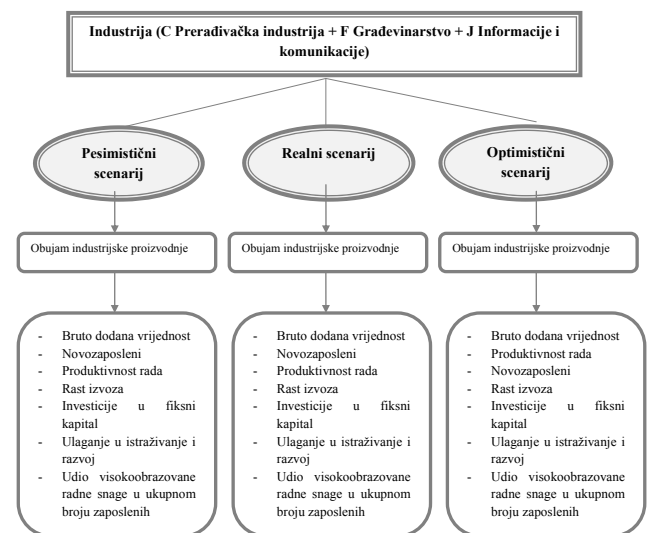 Industrija (C Prerađivačka industrija + F Građevinarstvo + J Informacije i
komunikacije)
Pesimistični
scenarij
Realni scenarij
Optimistični
scenarij
Obujam industrijske proizvodnje
Obujam industrijske proizvodnje
Obujam industrijske proizvodnje
- Bruto dodana vrijednost
- Novozaposleni
- Produktivnost rada
- Rast izvoza
- Investicije u fiksni
kapital
- Ulaganje u istraživanje i
razvoj
- Udio visokoobrazovane
radne snage u ukupnom
broju zaposlenih
- Bruto dodana vrijednost
- Novozaposleni
- Produktivnost rada
- Rast izvoza
- Investicije u fiksni
kapital
- Ulaganje u istraživanje i
razvoj
- Udio visokoobrazovane
radne snage u ukupnom
broju zaposlenih
- Bruto dodana vrijednost
- Produktivnost rada
- Novozaposleni
- Rast izvoza
- Investicije u fiksni
kapital
- Ulaganje u istraživanje i
razvoj
- Udio visokoobrazovane
radne snage u ukupnom
broju zaposlenih